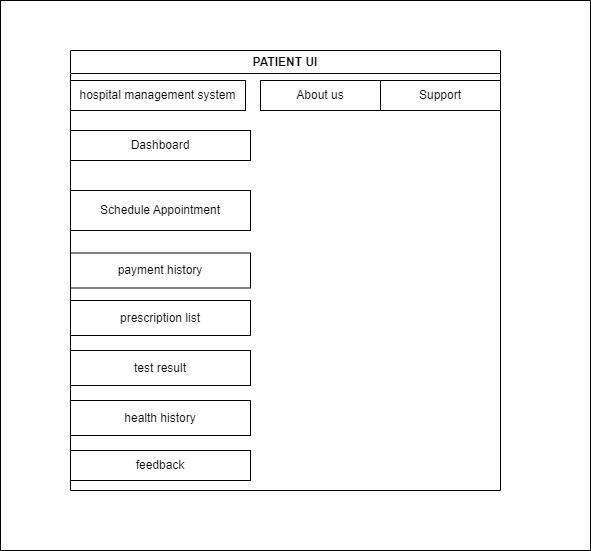 PATIENT UI
hospital management system
About us
Support
Dashboard
Schedule Appointment
payment history
prescription list
test result
health history
feedback